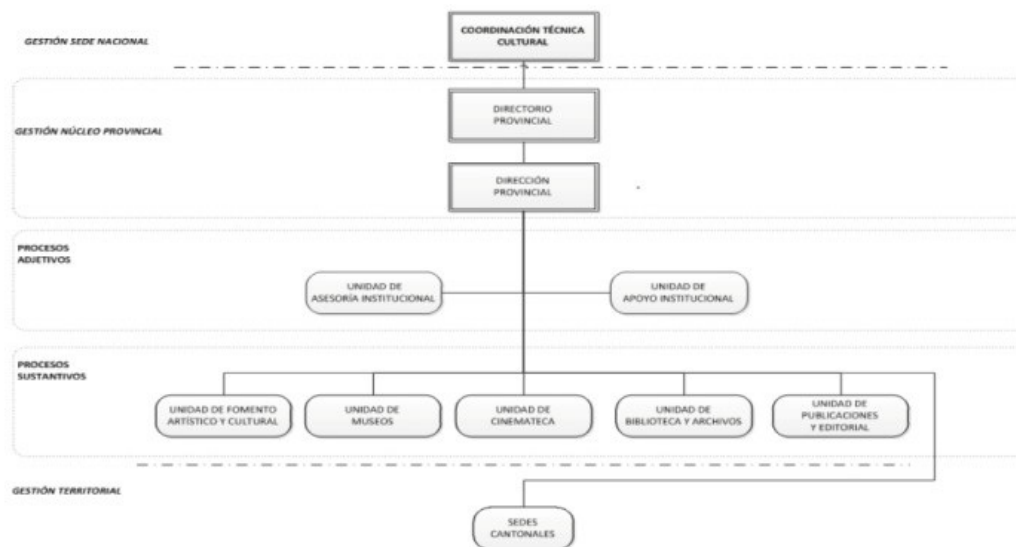 COORDINACIÓN TÉCNICA
CULTURAL
GESTIÓN SEDE NACIONAL
DIRECTORIO
PROVINCIAL
GESTIÓN NÚCLEO PROVINCIAL
DIRECCIÓN
PROVINCIAL
PROCESOS
ADJETIVOS
UNIDAD DE
ASESORÍA INSTITUCIONAL
UNIDAD DE
APOYO INSTITUCIONAL
PROCESOS
SUSTANTIVOS
UNIDAD DE FOMENTO
ARTÍSTICO Y CULTURAL
UNIDAD DE
MUSEOS
UNIDAD DE
CINEMATECA
UNIDAD DE
BIBLIOTECA Y ARCHIVOS
UNIDAD DE
PUBLICACIONES
Y EDITORIAL
GESTIÓN TERRITORIAL
SEDES
CANTONALES